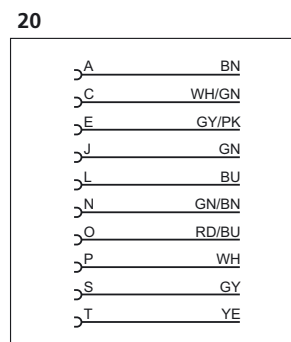 20
A BN
C WH/GN
E GY/PK
J GN
L BU
N GN/BN
O RD/BU
P WH
S GY
T YE